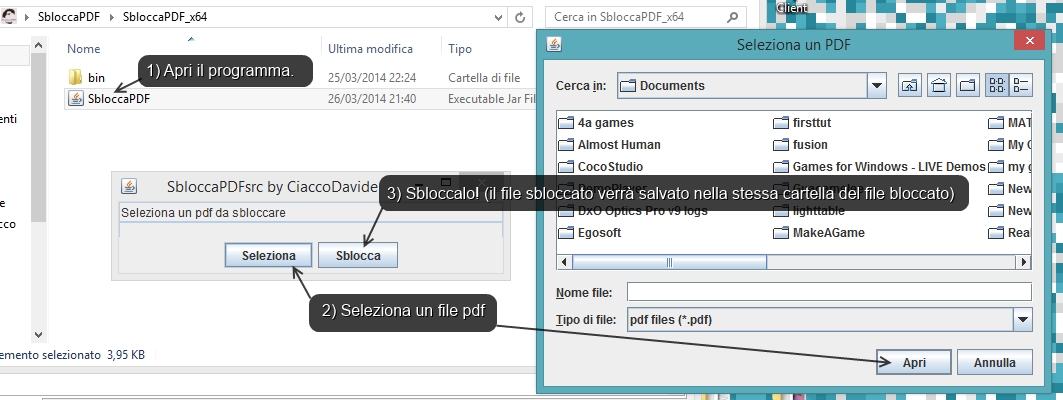 Client
SbloccaPDF SbloccaPDF_x64
Cerca in SbloccaPDF_x64
Seleziona un PDF
Nome Ultima modifica Tipo
bin 25/03/2014 22:24 Cartella di file
1) Apri il programma.
SbloccaPDF 26/03/2014 21:40 Executable Jar Fil
enti
e
cco
emento selezionato 3,95 KB
SbloccaPDFsrc by CiaccoDavide
Seleziona un pdf da sbloccare
Seleziona Sblocca
3) Sbloccalo! (il file sbloccato verra salvato nella stessa cartella del file bloccato)
2) Seleziona un file pdf
Cerca in: Documents
4a games firsttut MAT
Almost Human fusion My G
CocoStudio Games for Windows - LIVE Demos my g
New
DxO Optics Pro v9 logs lighttable New
Egosoft MakeAGame Real
Nome file:
Tipo di file: pdf files (*.pdf)
Apri Annulla